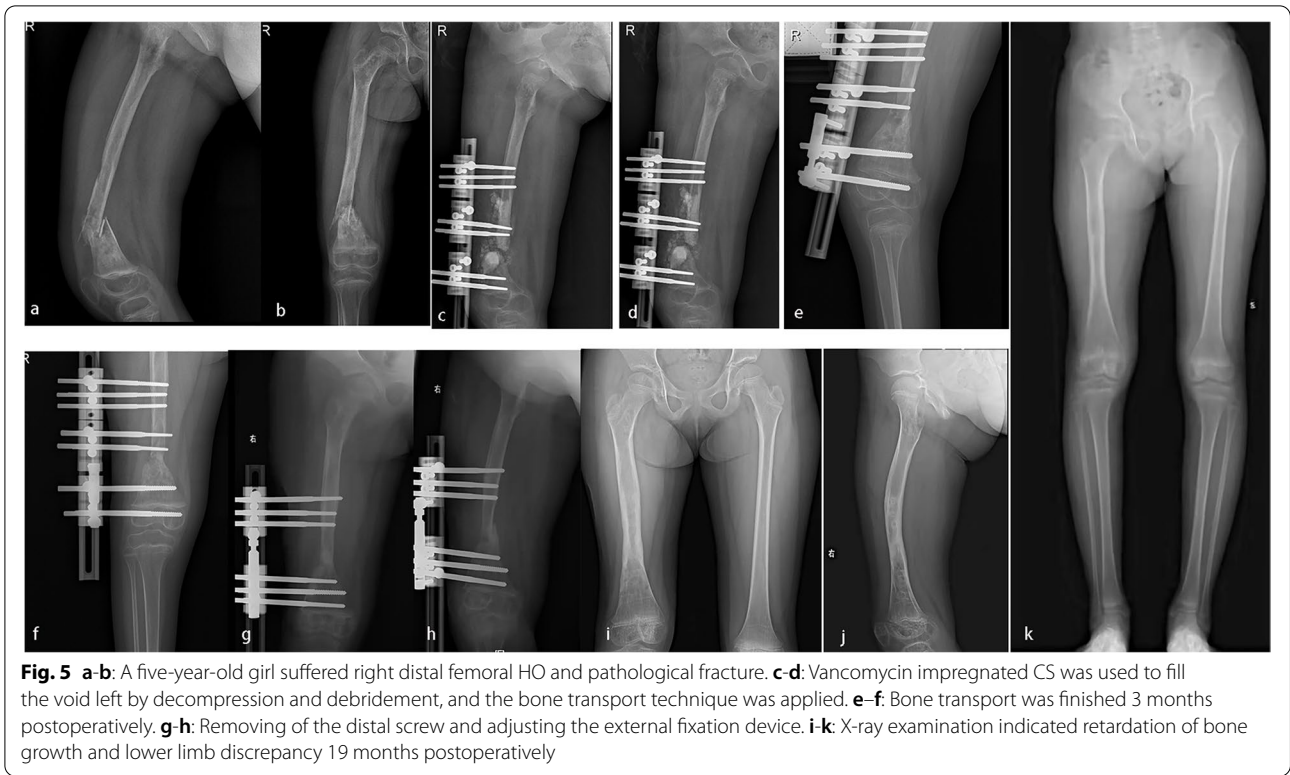 R
R
R
R
R
a
b
c
d
e
R
右
右
右
f
g
h
i
j
k
Fig. 5 a-b: A five-year-old girl suffered right distal femoral HO and pathological fracture. c-d: Vancomycin impregnated CS was used to fill
the void left by decompression and debridement, and the bone transport technique was applied. e–f: Bone transport was finished 3 months
postoperatively. g-h: Removing of the distal screw and adjusting the external fixation device. i-k: X-ray examination indicated retardation of bone
growth and lower limb discrepancy 19 months postoperatively